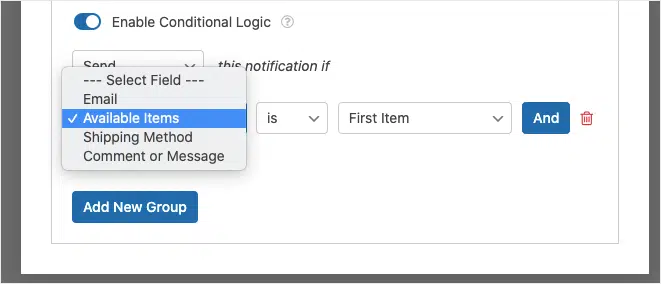 Enable Conditional Logic ?
Send this notification if
--- Select Field ---
Email
✓ Available Items
Shipping Method
Comment or Message
is First Item And
Add New Group